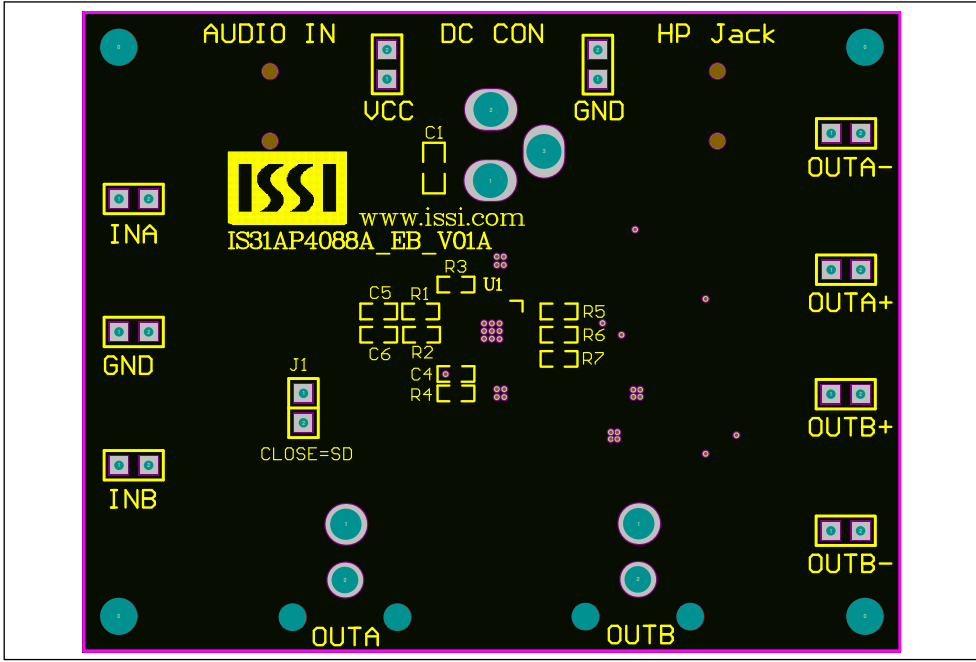 AUDIO IN
DC CON
HP Jack
VCC
GND
C1
OUTA-
ISSI
www.issi.com
IS31AP4088A_EB_V01A
INA
R3
U1
C5
R1
R5
OUTA+
C6
R2
R6
R7
GND
J1
C4
R4
OUTB+
CLOSE=SD
INB
OUTB-
OUTA
OUTB